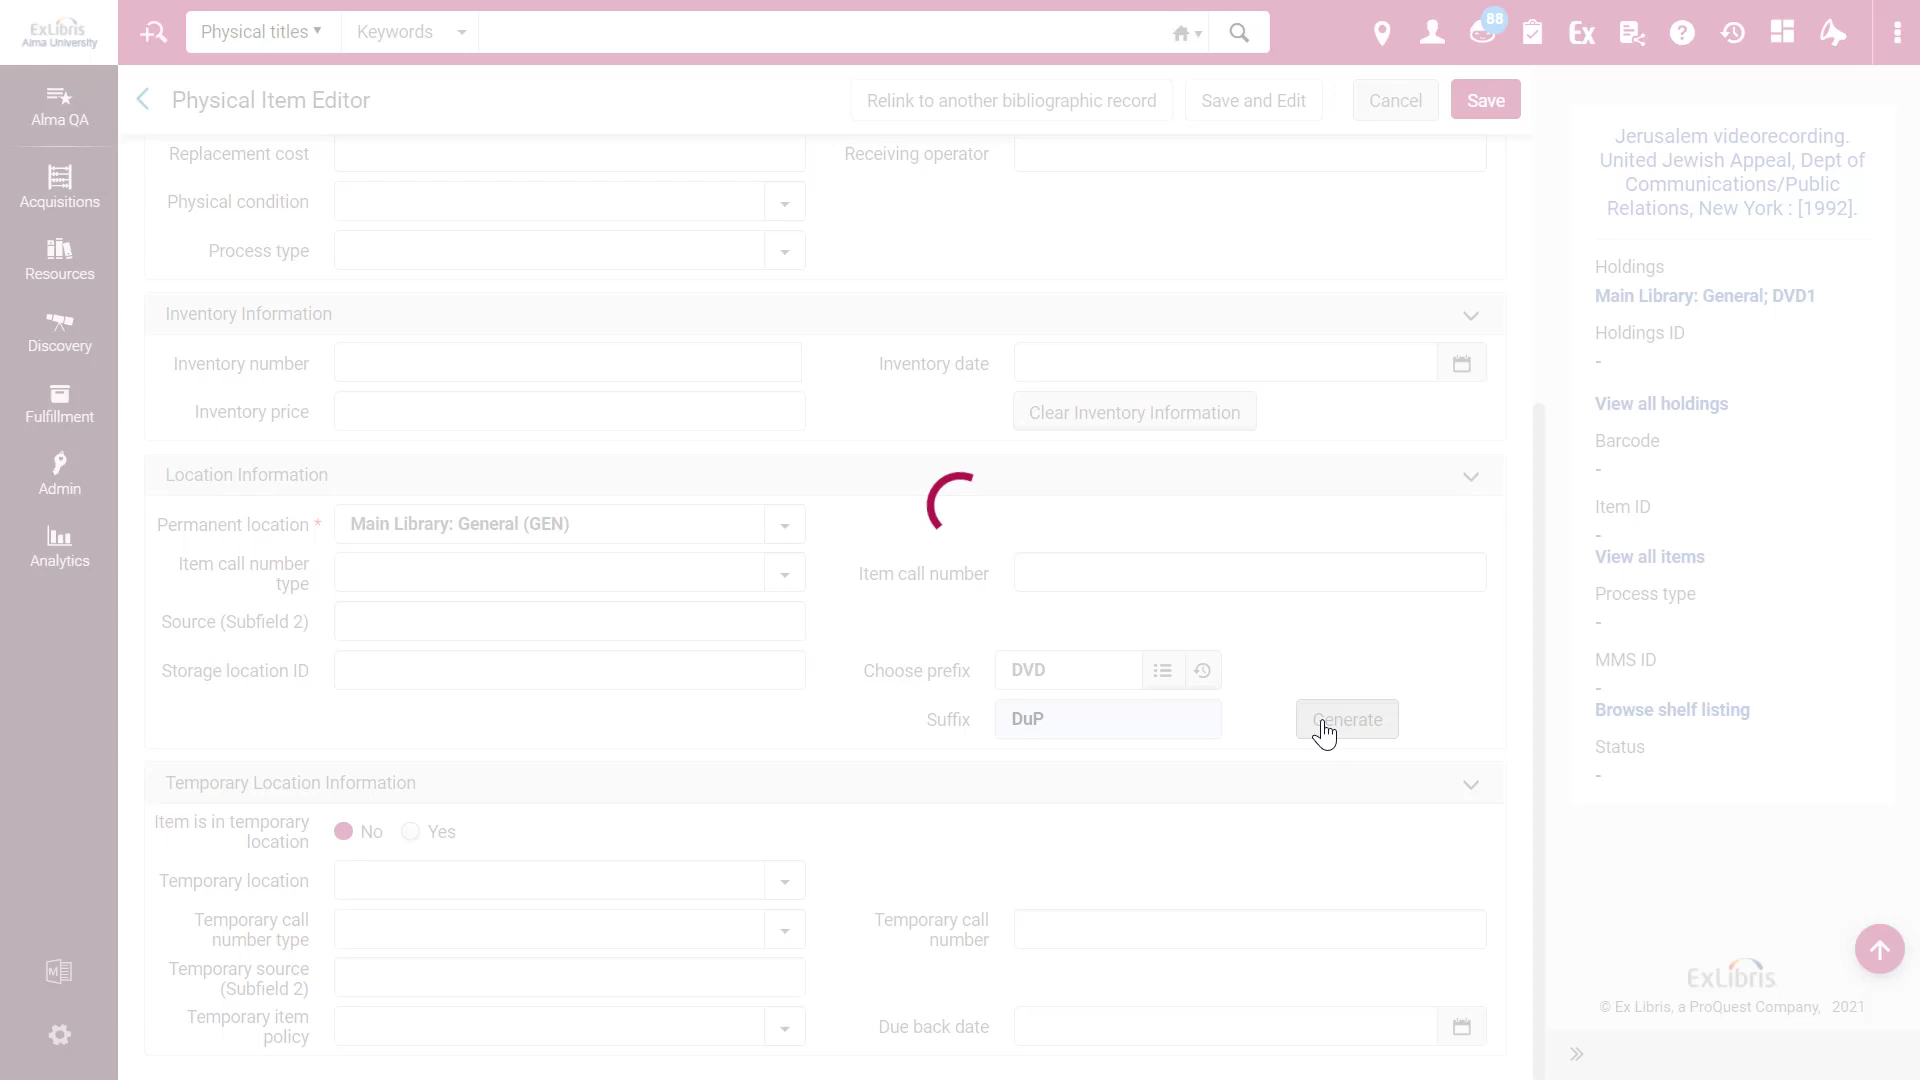 ExLibris
Alma University
Physical titles
Keywords
88
Ex
Alma QA
Acquisitions
Resources
Discovery
Fulfillment
Admin
Analytics
Physical Item Editor
Relink to another bibliographic record
Save and Edit
Cancel
Save
Replacement cost
Receiving operator
Physical condition
Process type
Inventory Information
Inventory number
Inventory date
Inventory price
Clear Inventory Information
Location Information
Permanent location *
Main Library: General (GEN)
Item call number
type
Item call number
Source (Subfield 2)
Storage location ID
Choose prefix
DVD
Suffix
DuP
Generate
Temporary Location Information
Item is in temporary
location
No
Yes
Temporary location
Temporary call
number type
Temporary call
number
Temporary source
(Subfield 2)
Temporary item
policy
Due back date
Jerusalem videorecording.
United Jewish Appeal, Dept of
Communications/Public
Relations, New York : [1992].
Holdings
Main Library: General; DVD1
Holdings ID
-
View all holdings
Barcode
-
Item ID
-
View all items
Process type
-
MMS ID
-
Browse shelf listing
Status
-
ExLibris
© Ex Libris, a ProQuest Company, 2021